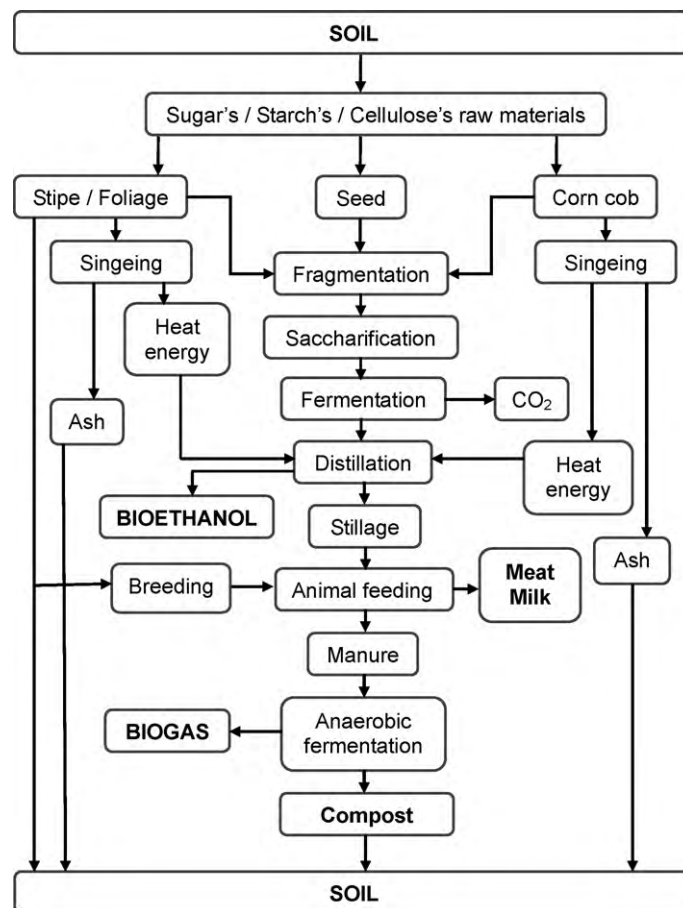 SOIL
Sugar's / Starch's / Cellulose's raw materials
Stipe / Foliage
Seed
Corn cob
Singeing
Fragmentation
Singeing
Heat
energy
Saccharification
Ash
Fermentation
CO₂
Distillation
Heat
energy
BIOETHANOL
Stillage
Breeding
Animal feeding
Meat
Milk
Ash
Manure
BIOGAS
Anaerobic
fermentation
Compost
SOIL